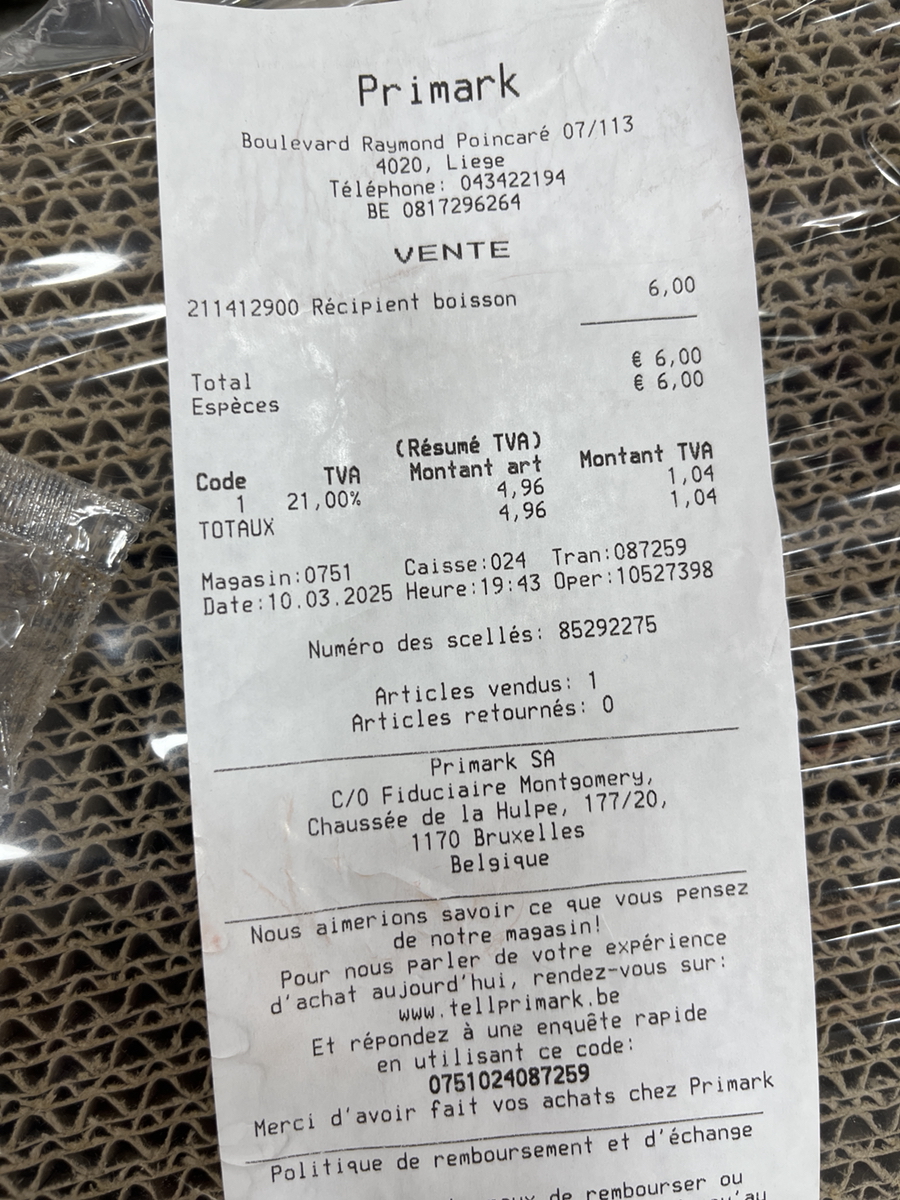 Primark
Boulevard Raymond Poincaré 07/113
4020, Liege
Téléphone: 043422194
BE 0817296264
VENTE
211412900 Récipient boisson 6,00
Total € 6,00
Espèces € 6,00
(Résumé TVA)
Code TVA Montant art Montant TVA
1 21,00% 4,96 1,04
TOTAUX 4,96 1,04
Magasin:0751 Caisse:024 Tran:087259
Date:10.03.2025 Heure:19:43 Oper:10527398
Numéro des scellés: 85292275
Articles vendus: 1
Articles retournés: 0
Primark SA
C/O Fiduciaire Montgomery,
Chaussée de la Hulpe, 177/20,
1170 Bruxelles
Belgique
Nous aimerions savoir ce que vous pensez
de notre magasin!
Pour nous parler de votre expérience
d'achat aujourd'hui, rendez-vous sur:
www.tellprimark.be
Et répondez à une enquête rapide
en utilisant ce code:
0751024087259
Merci d'avoir fait vos achats chez Primark
Politique de remboursement et d'échange
de rembourser ou